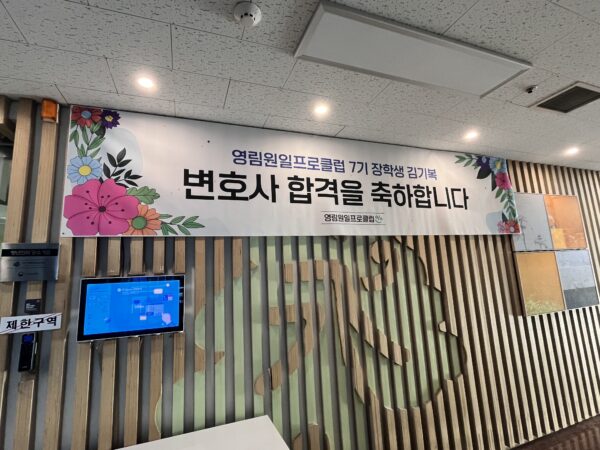 영림원일프로클럽 7기 장학생 김기복
변호사 합격을 축하합니다
영림원일프로클럽
제한구역